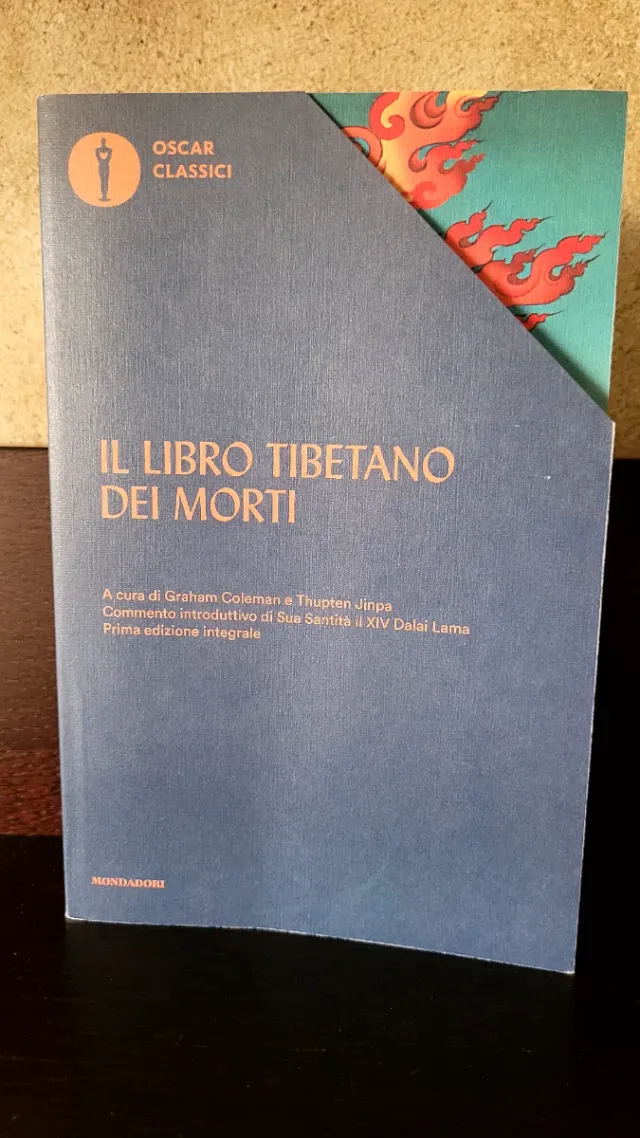 OSCAR
CLASSICI
IL LIBRO TIBETANO
DEI MORTI
A cura di Graham Coleman e Thupten Jinpa
Commento introduttivo di Sua Santità il XIV Dalai Lama
Prima edizione integrale
MONDADORI